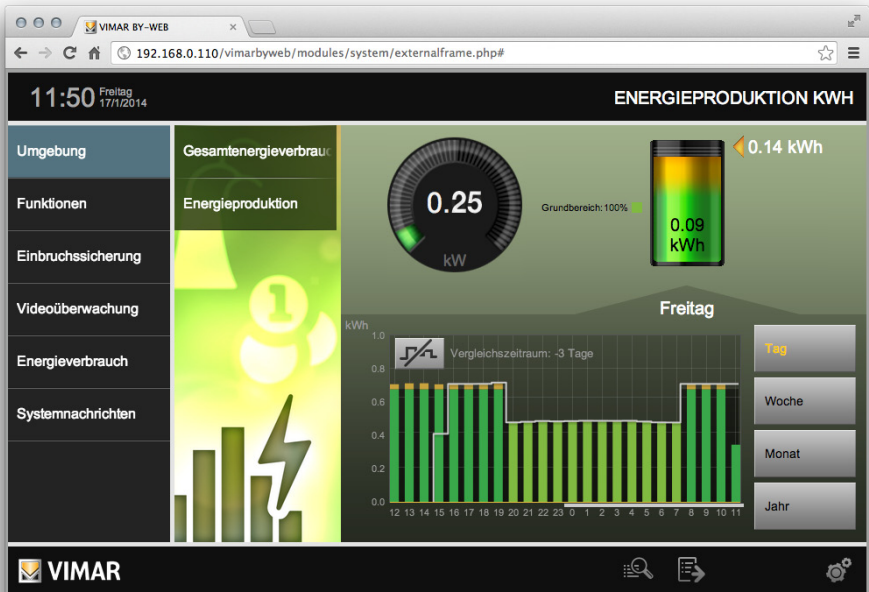 VIMAR BY-WEB
192.168.0.110/vimarbyweb/modules/system/externalframe.php#
11:50 Freitag
17/1/2014
ENERGIEPRODUKTION KWH
Umgebung
Funktionen
Einbruchssicherung
Videoüberwachung
Energieverbrauch
Systemnachrichten
Gesamtenergieverbrauc
Energieproduktion
1
0.25
kW
Grundbereich: 100%
0.14 kWh
0.09
kWh
Freitag
kWh
1.0
0.8
0.6
0.4
0.2
0.0
Vergleichszeitraum: -3 Tage
12 13 14 15 16 17 18 19 20 21 22 23 0 1 2 3 4 5 6 7 8 9 10 11
Tag
Woche
Monat
Jahr
VIMAR